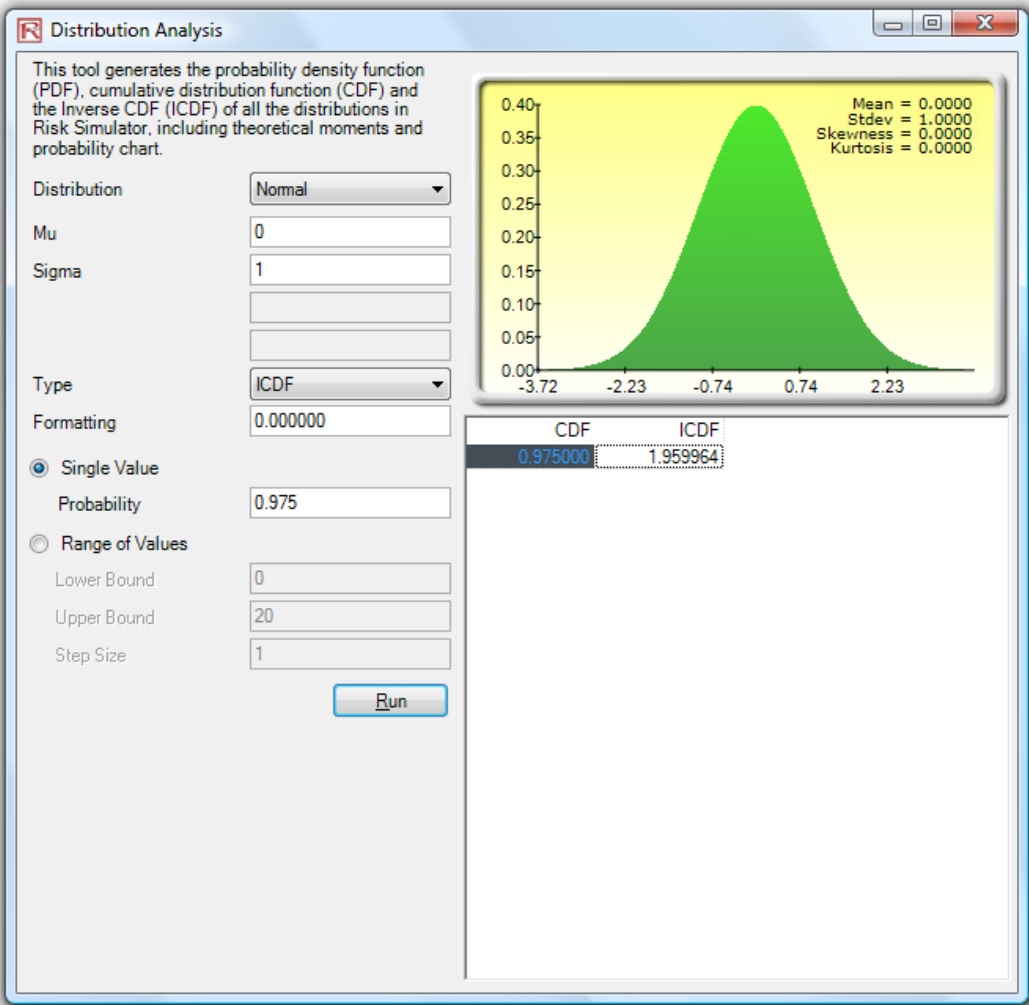 Distribution Analysis
This tool generates the probability density function
(PDF), cumulative distribution function (CDF) and
the Inverse CDF (ICDF) of all the distributions in
Risk Simulator, including theoretical moments and
probability chart.
Distribution Normal
Mu 0
Sigma 1
Type ICDF
Formatting 0.000000
Single Value
Probability 0.975
Range of Values
Lower Bound 0
Upper Bound 20
Step Size 1
Run
Mean = 0.0000
Stdev = 1.0000
Skewness = 0.0000
Kurtosis = 0.0000
0.40
0.35
0.30
0.25
0.20
0.15
0.10
0.05
0.00
-3.72 -2.23 -0.74 0.74 2.23
CDF ICDF
0.975000 1.959964